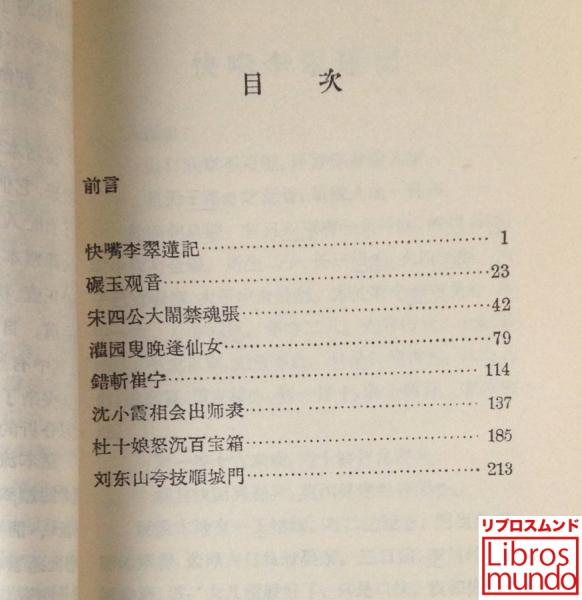 目 次
前言
快嘴李翠蓮記 1
碾玉观音 23
宋四公大鬧禁魂張 42
灌园叟晚逢仙女 79
錯斬崔宁 114
沈小霞相会出师表 137
杜十娘怒沉百宝箱 185
刘东山夸技順城門 213
リブロスムンド
Libros
mundo